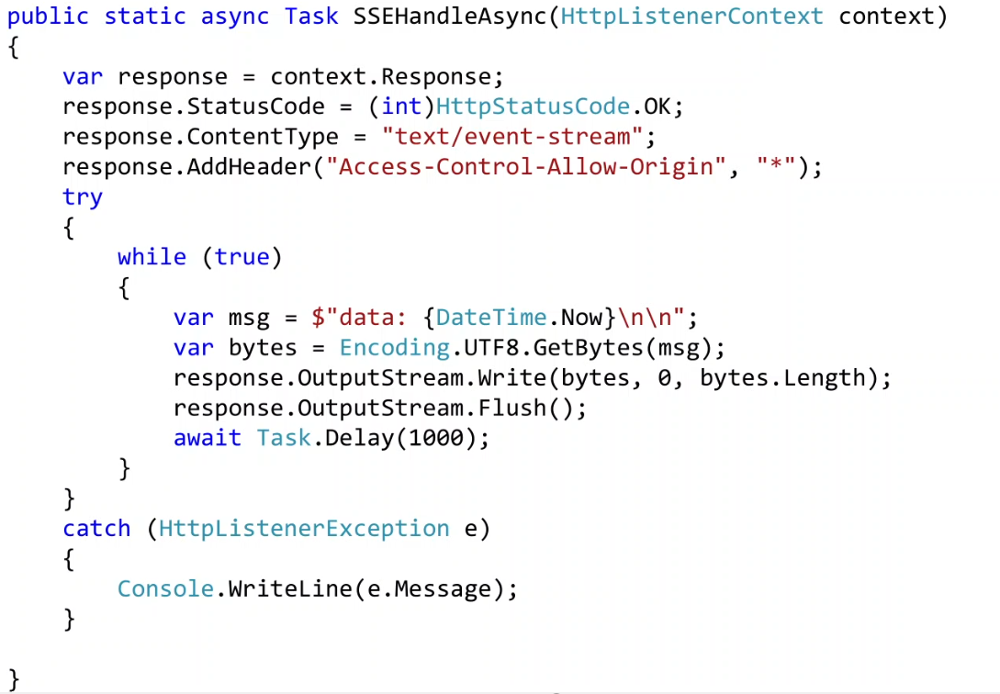 public static async Task SSEHandleAsync(HttpListenerContext context)
{
    var response = context.Response;
    response.StatusCode = (int)HttpStatusCode.OK;
    response.ContentType = "text/event-stream";
    response.AddHeader("Access-Control-Allow-Origin", "*");
    try
    {
        while (true)
        {
            var msg = $"data: {DateTime.Now}\n\n";
            var bytes = Encoding.UTF8.GetBytes(msg);
            response.OutputStream.Write(bytes, 0, bytes.Length);
            response.OutputStream.Flush();
            await Task.Delay(1000);
        }
    }
    catch (HttpListenerException e)
    {
        Console.WriteLine(e.Message);
    }

}